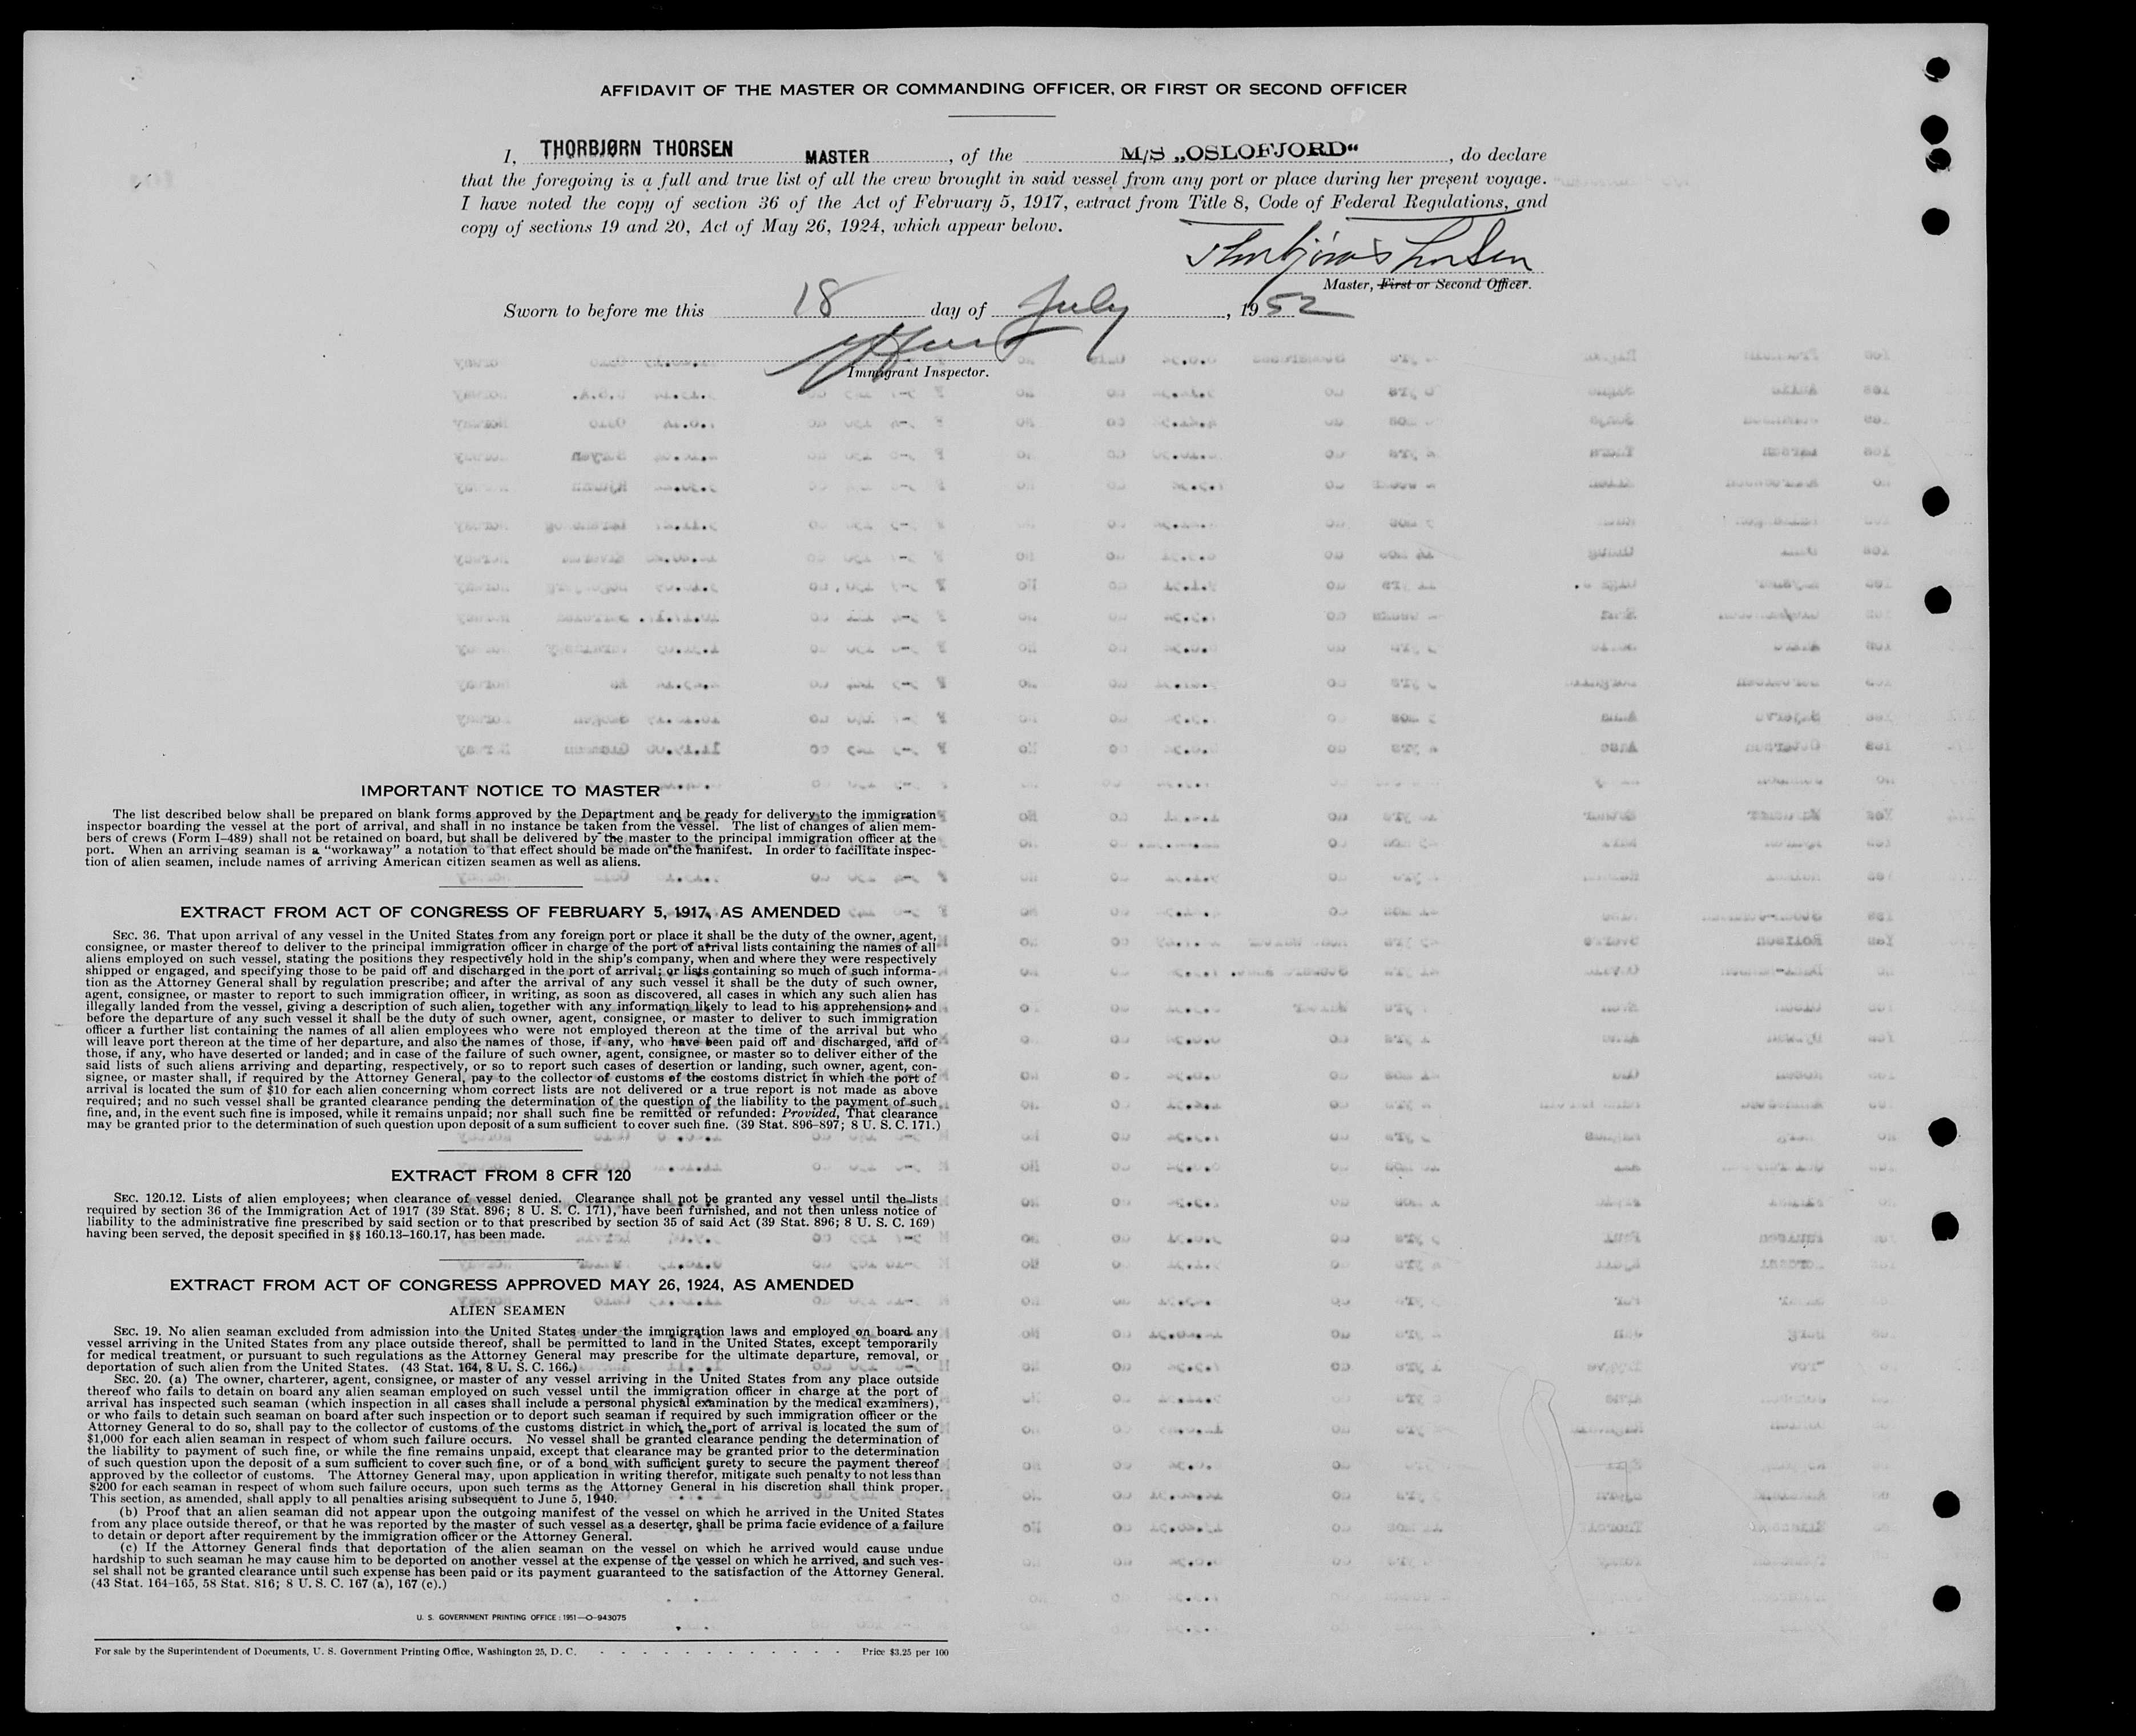 AFFIDAVIT OF THE MASTER OR COMMANDING OFFICER, OR FIRST OR SECOND OFFICER
I, THORBJØRN THORSEN MASTER, of the M/S „OSLOFJORD“, do declare
that the foregoing is a full and true list of all the crew brought in said vessel from any port or place during her present voyage.
I have noted the copy of section 36 of the Act of February 5, 1917, extract from Title 8, Code of Federal Regulations, and
copy of sections 19 and 20, Act of May 26, 1924, which appear below.
Thorbjørn Thorsen
Master, First or Second Officer.
Sworn to before me this 18 day of July, 1952
Immigrant Inspector.
IMPORTANT NOTICE TO MASTER
The list described below shall be prepared on blank forms approved by the Department and be ready for delivery to the immigration
inspector boarding the vessel at the port of arrival, and shall in no instance be taken from the vessel. The list of changes of alien mem-
bers of crews (Form I–489) shall not be retained on board, but shall be delivered by the master to the principal immigration officer at the
port. When an arriving seaman is a “workaway” a notation to that effect should be made on the manifest. In order to facilitate inspec-
tion of alien seamen, include names of arriving American citizen seamen as well as aliens.
EXTRACT FROM ACT OF CONGRESS OF FEBRUARY 5, 1917, AS AMENDED
SEC. 36. That upon arrival of any vessel in the United States from any foreign port or place it shall be the duty of the owner, agent,
consignee, or master thereof to deliver to the principal immigration officer in charge of the port of arrival lists containing the names of all
aliens employed on such vessel, stating the positions they respectively hold in the ship's company, when and where they were respectively
shipped or engaged, and specifying those to be paid off and discharged in the port of arrival; or lists containing so much of such informa-
tion as the Attorney General shall by regulation prescribe; and after the arrival of any such vessel it shall be the duty of such owner,
agent, consignee, or master to report to such immigration officer, in writing, as soon as discovered, all cases in which any such alien has
illegally landed from the vessel, giving a description of such alien, together with any information likely to lead to his apprehension; and
before the departure of any such vessel it shall be the duty of such owner, agent, consignee, or master to deliver to such immigration
officer a further list containing the names of all alien employees who were not employed thereon at the time of the arrival but who
will leave port thereon at the time of her departure, and also the names of those, if any, who have been paid off and discharged, and of
those, if any, who have deserted or landed; and in case of the failure of such owner, agent, consignee, or master so to deliver either of the
said lists of such aliens arriving and departing, respectively, or so to report such cases of desertion or landing, such owner, agent, con-
signee, or master shall, if required by the Attorney General, pay to the collector of customs of the costoms district in which the port of
arrival is located the sum of $10 for each alien concerning whom correct lists are not delivered or a true report is not made as above
required; and no such vessel shall be granted clearance pending the determination of the question of the liability to the payment of such
fine, and, in the event such fine is imposed, while it remains unpaid; nor shall such fine be remitted or refunded: Provided, That clearance
may be granted prior to the determination of such question upon deposit of a sum sufficient to cover such fine. (39 Stat. 896–897; 8 U. S. C. 171.)
EXTRACT FROM 8 CFR 120
SEC. 120.12. Lists of alien employees; when clearance of vessel denied. Clearance shall not be granted any vessel until the lists
required by section 36 of the Immigration Act of 1917 (39 Stat. 896; 8 U. S. C. 171), have been furnished, and not then unless notice of
liability to the administrative fine prescribed by said section or to that prescribed by section 35 of said Act (39 Stat. 896; 8 U. S. C. 169)
having been served, the deposit specified in §§ 160.13–160.17, has been made.
EXTRACT FROM ACT OF CONGRESS APPROVED MAY 26, 1924, AS AMENDED
ALIEN SEAMEN
SEC. 19. No alien seaman excluded from admission into the United States under the immigration laws and employed on board any
vessel arriving in the United States from any place outside thereof, shall be permitted to land in the United States, except temporarily
for medical treatment, or pursuant to such regulations as the Attorney General may prescribe for the ultimate departure, removal, or
deportation of such alien from the United States. (43 Stat. 164, 8 U. S. C. 166.)
SEC. 20. (a) The owner, charterer, agent, consignee, or master of any vessel arriving in the United States from any place outside
thereof who fails to detain on board any alien seaman employed on such vessel until the immigration officer in charge at the port of
arrival has inspected such seaman (which inspection in all cases shall include a personal physical examination by the medical examiners),
or who fails to detain such seaman on board after such inspection or to deport such seaman if required by such immigration officer or the
Attorney General to do so, shall pay to the collector of customs of the customs district in which the port of arrival is located the sum of
$1,000 for each alien seaman in respect of whom such failure occurs. No vessel shall be granted clearance pending the determination of
the liability to payment of such fine, or while the fine remains unpaid, except that clearance may be granted prior to the determination
of such question upon the deposit of a sum sufficient to cover such fine, or of a bond with sufficient surety to secure the payment thereof
approved by the collector of customs. The Attorney General may, upon application in writing therefor, mitigate such penalty to not less than
$200 for each seaman in respect of whom such failure occurs, upon such terms as the Attorney General in his discretion shall think proper.
This section, as amended, shall apply to all penalties arising subsequent to June 5, 1940.
(b) Proof that an alien seaman did not appear upon the outgoing manifest of the vessel on which he arrived in the United States
from any place outside thereof, or that he was reported by the master of such vessel as a deserter, shall be prima facie evidence of a failure
to detain or deport after requirement by the immigration officer or the Attorney General.
(c) If the Attorney General finds that deportation of the alien seaman on the vessel on which he arrived would cause undue
hardship to such seaman he may cause him to be deported on another vessel at the expense of the vessel on which he arrived, and such ves-
sel shall not be granted clearance until such expense has been paid or its payment guaranteed to the satisfaction of the Attorney General.
(43 Stat. 164–165, 58 Stat. 816; 8 U. S. C. 167 (a), 167 (c).)
U. S. GOVERNMENT PRINTING OFFICE : 1951—O–943075
For sale by the Superintendent of Documents, U. S. Government Printing Office, Washington 25, D. C. - - - - - - - - - - - Price $3.25 per 100